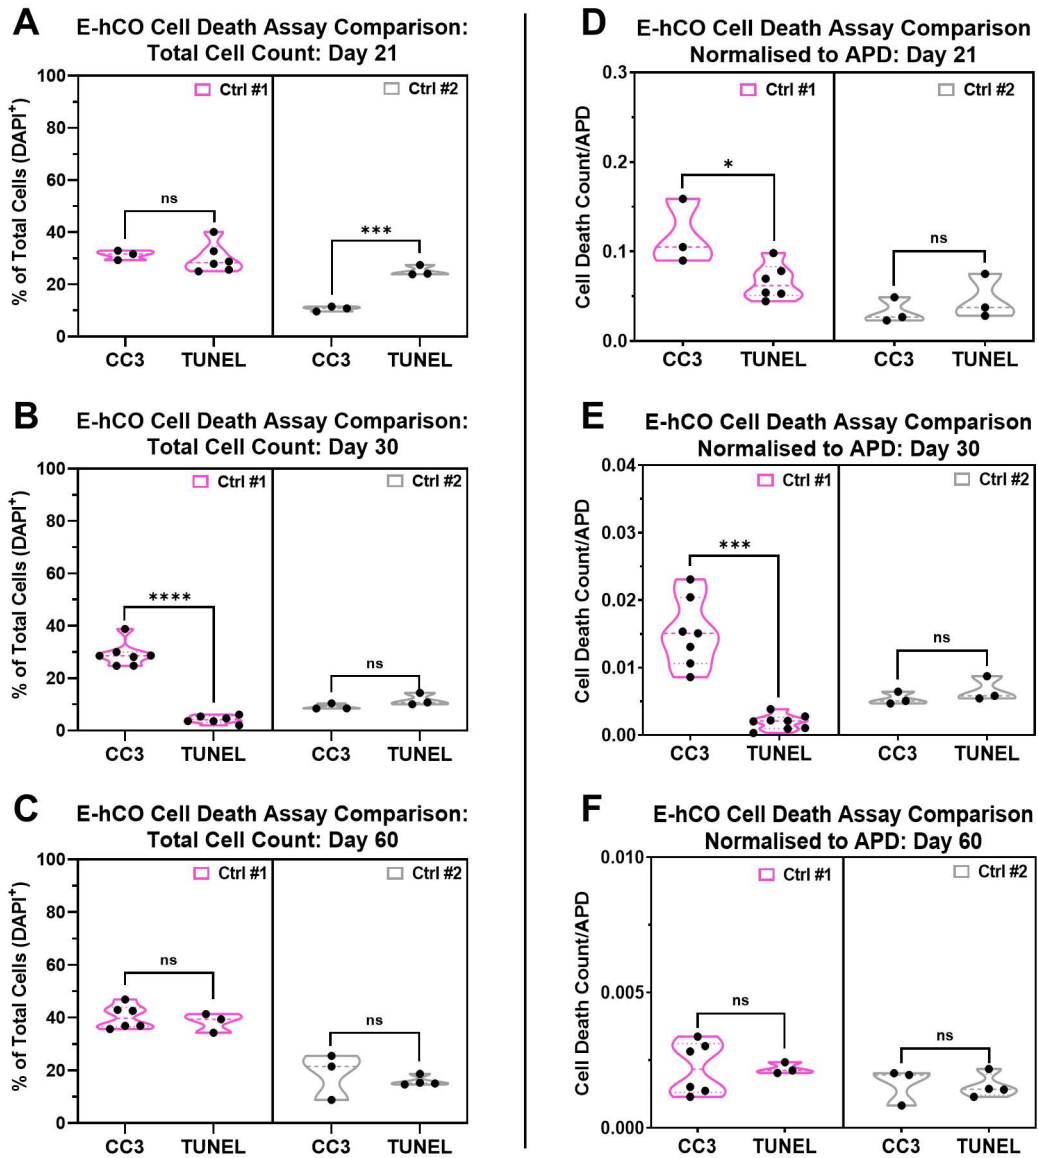 A
E-hCO Cell Death Assay Comparison:
Total Cell Count: Day 21
% of Total Cells (DAPI⁺)
100
80
60
40
20
0
Ctrl #1
Ctrl #2
ns
***
CC3
TUNEL
CC3
TUNEL
D
E-hCO Cell Death Assay Comparison
Normalised to APD: Day 21
Cell Death Count/APD
0.3
0.2
0.1
0.0
Ctrl #1
Ctrl #2
*
ns
CC3
TUNEL
CC3
TUNEL
B
E-hCO Cell Death Assay Comparison:
Total Cell Count: Day 30
% of Total Cells (DAPI⁺)
100
80
60
40
20
0
Ctrl #1
Ctrl #2
****
ns
CC3
TUNEL
CC3
TUNEL
E
E-hCO Cell Death Assay Comparison
Normalised to APD: Day 30
Cell Death Count/APD
0.04
0.03
0.02
0.01
0.00
Ctrl #1
Ctrl #2
***
ns
CC3
TUNEL
CC3
TUNEL
C
E-hCO Cell Death Assay Comparison:
Total Cell Count: Day 60
% of Total Cells (DAPI⁺)
100
80
60
40
20
0
Ctrl #1
Ctrl #2
ns
ns
CC3
TUNEL
CC3
TUNEL
F
E-hCO Cell Death Assay Comparison
Normalised to APD: Day 60
Cell Death Count/APD
0.010
0.005
0.000
Ctrl #1
Ctrl #2
ns
ns
CC3
TUNEL
CC3
TUNEL